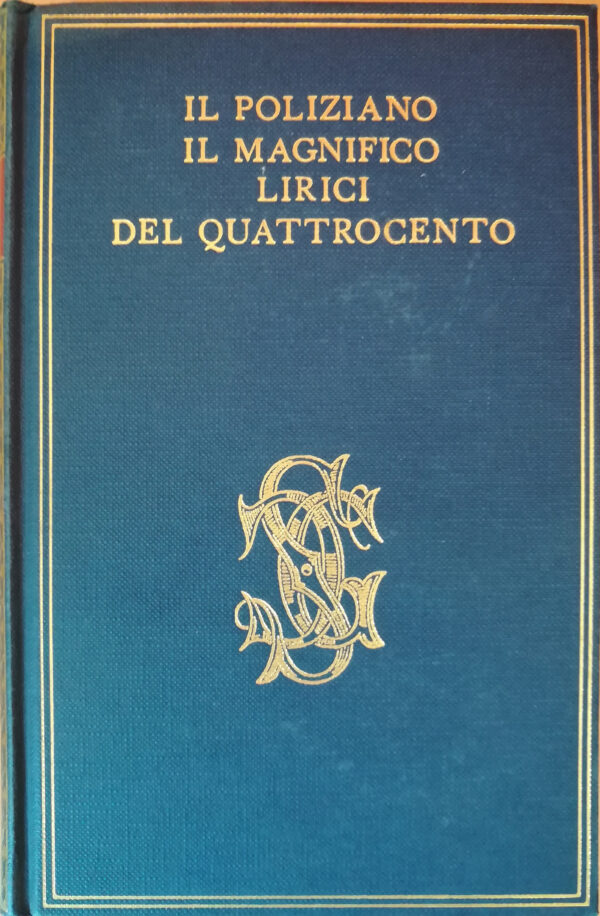 IL POLIZIANO
IL MAGNIFICO
LIRICI
DEL QUATTROCENTO